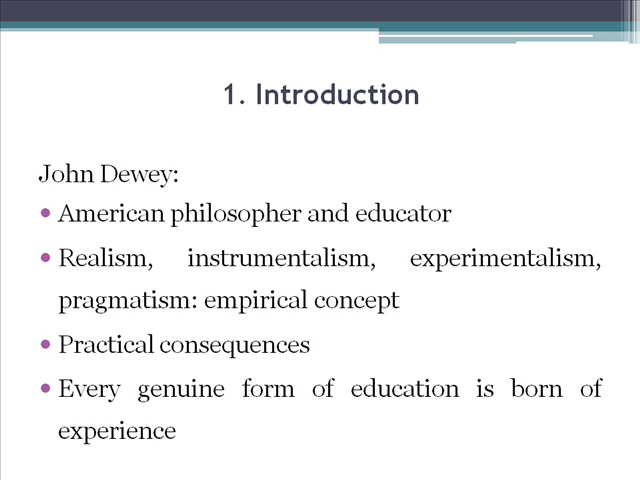 1. Introduction
John Dewey:
• American philosopher and educator
• Realism, instrumentalism, experimentalism,
pragmatism: empirical concept
• Practical consequences
• Every genuine form of education is born of
experience